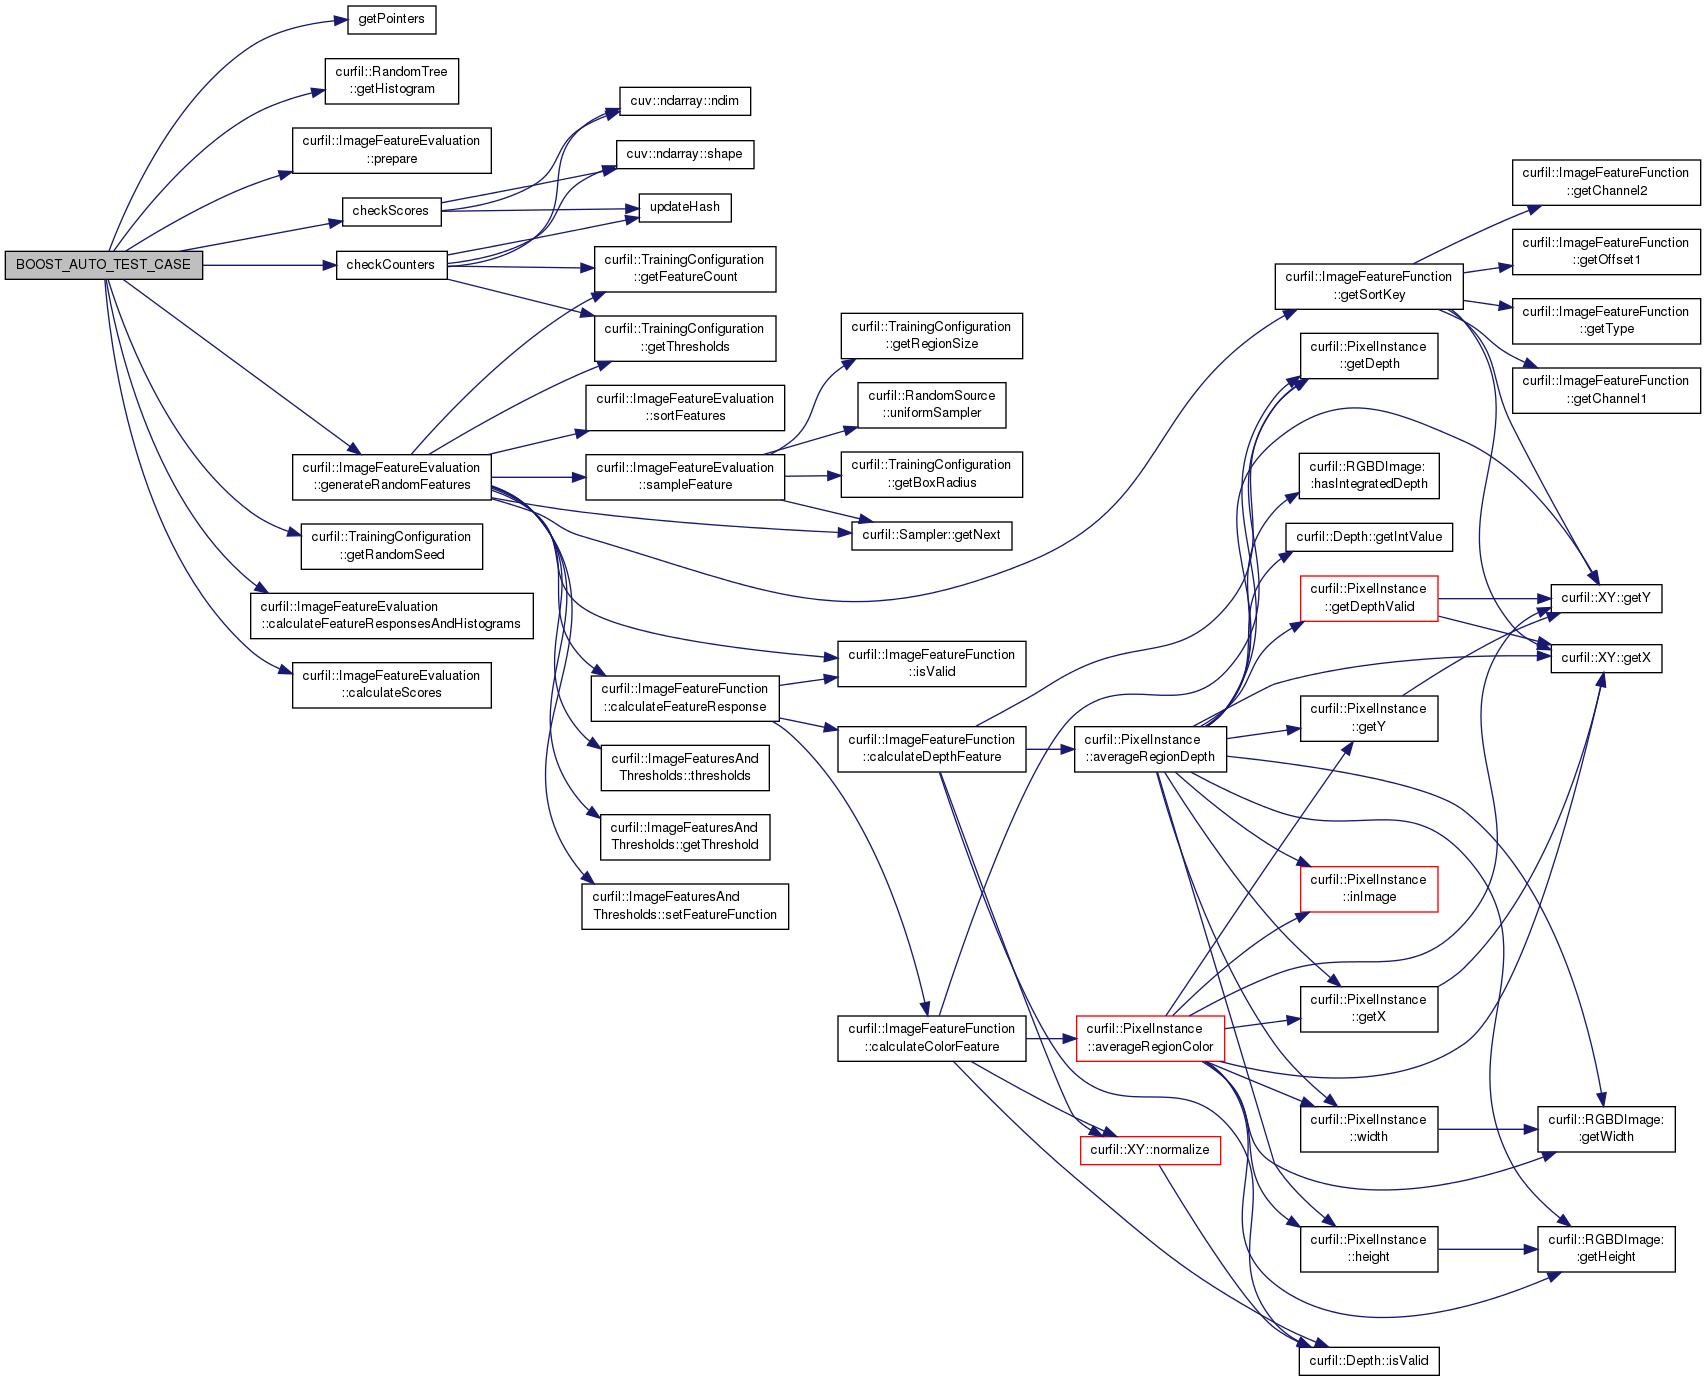 getPointers
curfil::RandomTree
::getHistogram
curfil::ImageFeatureEvaluation
::prepare
checkScores
BOOST_AUTO_TEST_CASE
checkCounters
curfil::ImageFeatureEvaluation
::generateRandomFeatures
curfil::TrainingConfiguration
::getRandomSeed
curfil::ImageFeatureEvaluation
::calculateFeatureResponsesAndHistograms
curfil::ImageFeatureEvaluation
::calculateScores
cuv::ndarray::ndim
cuv::ndarray::shape
updateHash
curfil::TrainingConfiguration
::getFeatureCount
curfil::TrainingConfiguration
::getThresholds
curfil::ImageFeatureEvaluation
::sortFeatures
curfil::ImageFeatureEvaluation
::sampleFeature
curfil::ImageFeatureFunction
::calculateFeatureResponse
curfil::ImageFeaturesAnd
Thresholds::thresholds
curfil::ImageFeaturesAnd
Thresholds::getThreshold
curfil::ImageFeaturesAnd
Thresholds::setFeatureFunction
curfil::TrainingConfiguration
::getRegionSize
curfil::RandomSource
::uniformSampler
curfil::TrainingConfiguration
::getBoxRadius
curfil::Sampler::getNext
curfil::ImageFeatureFunction
::isValid
curfil::ImageFeatureFunction
::calculateDepthFeature
curfil::ImageFeatureFunction
::calculateColorFeature
curfil::PixelInstance
::averageRegionDepth
curfil::PixelInstance
::averageRegionColor
curfil::XY::normalize
curfil::ImageFeatureFunction
::getSortKey
curfil::PixelInstance
::getDepth
curfil::RGBDImage:
:hasIntegratedDepth
curfil::Depth::getIntValue
curfil::PixelInstance
::getDepthValid
curfil::PixelInstance
::getY
curfil::PixelInstance
::inImage
curfil::PixelInstance
::getX
curfil::PixelInstance
::width
curfil::PixelInstance
::height
curfil::Depth::isValid
curfil::ImageFeatureFunction
::getChannel2
curfil::ImageFeatureFunction
::getOffset1
curfil::ImageFeatureFunction
::getType
curfil::ImageFeatureFunction
::getChannel1
curfil::XY::getY
curfil::XY::getX
curfil::RGBDImage:
:getWidth
curfil::RGBDImage:
:getHeight